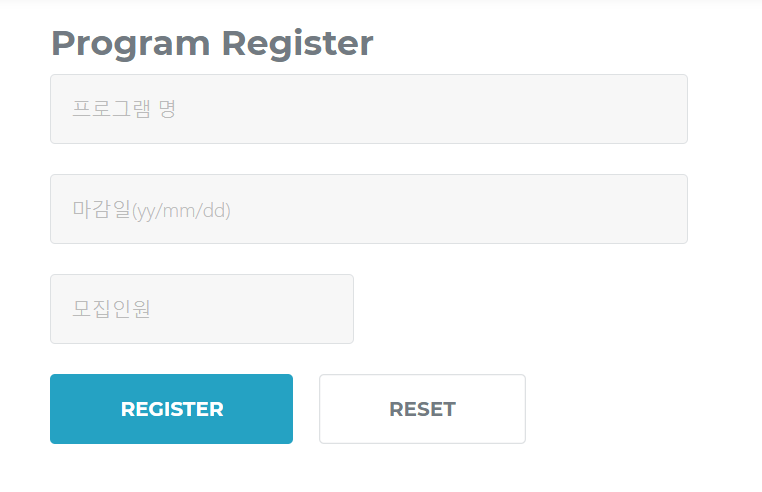 Program Register
프로그램 명
마감일(yy/mm/dd)
모집인원
REGISTER
RESET